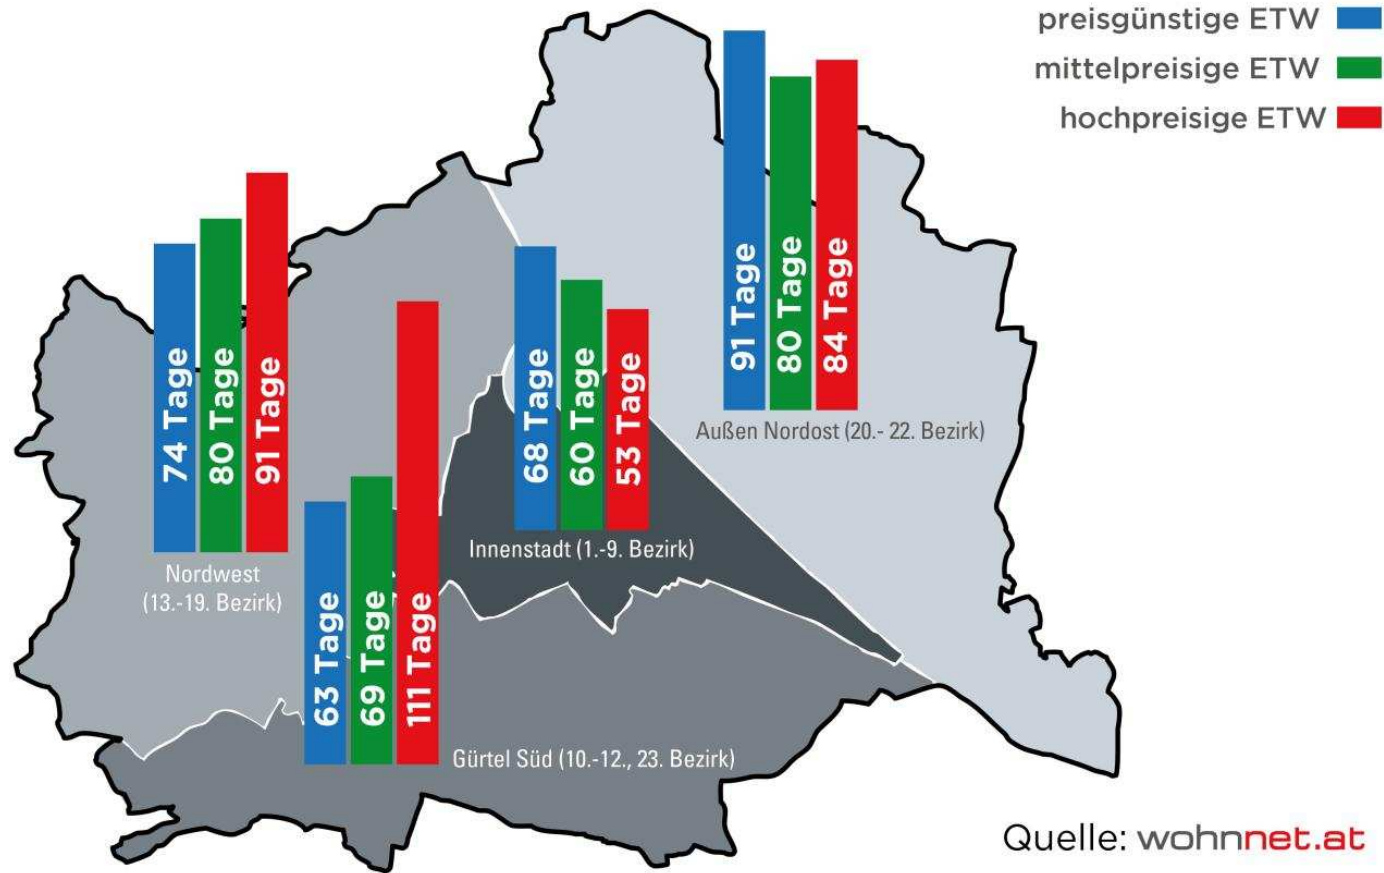 preisgünstige ETW
mittelpreisige ETW
hochpreisige ETW
91 Tage
80 Tage
84 Tage
Außen Nordost (20.- 22. Bezirk)
74 Tage
80 Tage
91 Tage
Nordwest
(13.-19. Bezirk)
68 Tage
60 Tage
53 Tage
Innenstadt (1.-9. Bezirk)
63 Tage
69 Tage
111 Tage
Gürtel Süd (10.-12., 23. Bezirk)
Quelle: wohnnet.at